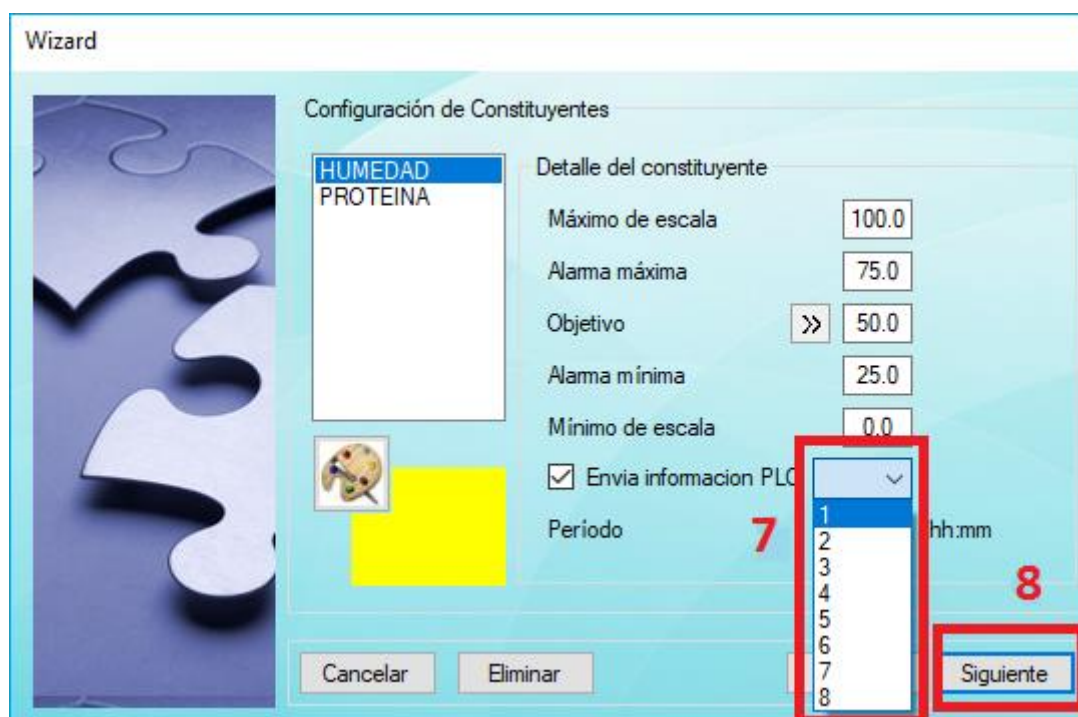 Wizard
Configuración de Constituyentes
HUMEDAD
PROTEINA
Detalle del constituyente
Máximo de escala 100.0
Alarma máxima 75.0
Objetivo >> 50.0
Alarma mínima 25.0
Mínimo de escala 0.0
Envia informacion PLC
Período hh:mm
7
1
2
3
4
5
6
7
8
8
Cancelar Eliminar Siguiente